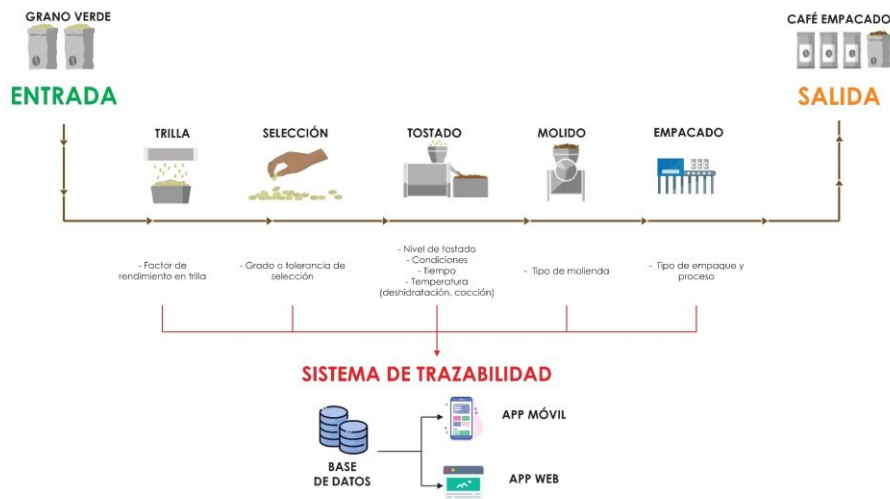 GRANO VERDE
ENTRADA
CAFÉ EMPACADO
SALIDA
TRILLA
SELECCIÓN
TOSTADO
MOLIDO
EMPACADO
- Factor de
rendimiento en trilla
- Grado o tolerancia de
selección
- Nivel de tostado
- Condiciones
- Tiempo
- Temperatura
(deshidratación, cocción)
- Tipo de molienda
- Tipo de empaque y
proceso
SISTEMA DE TRAZABILIDAD
BASE
DE DATOS
APP MÓVIL
APP WEB